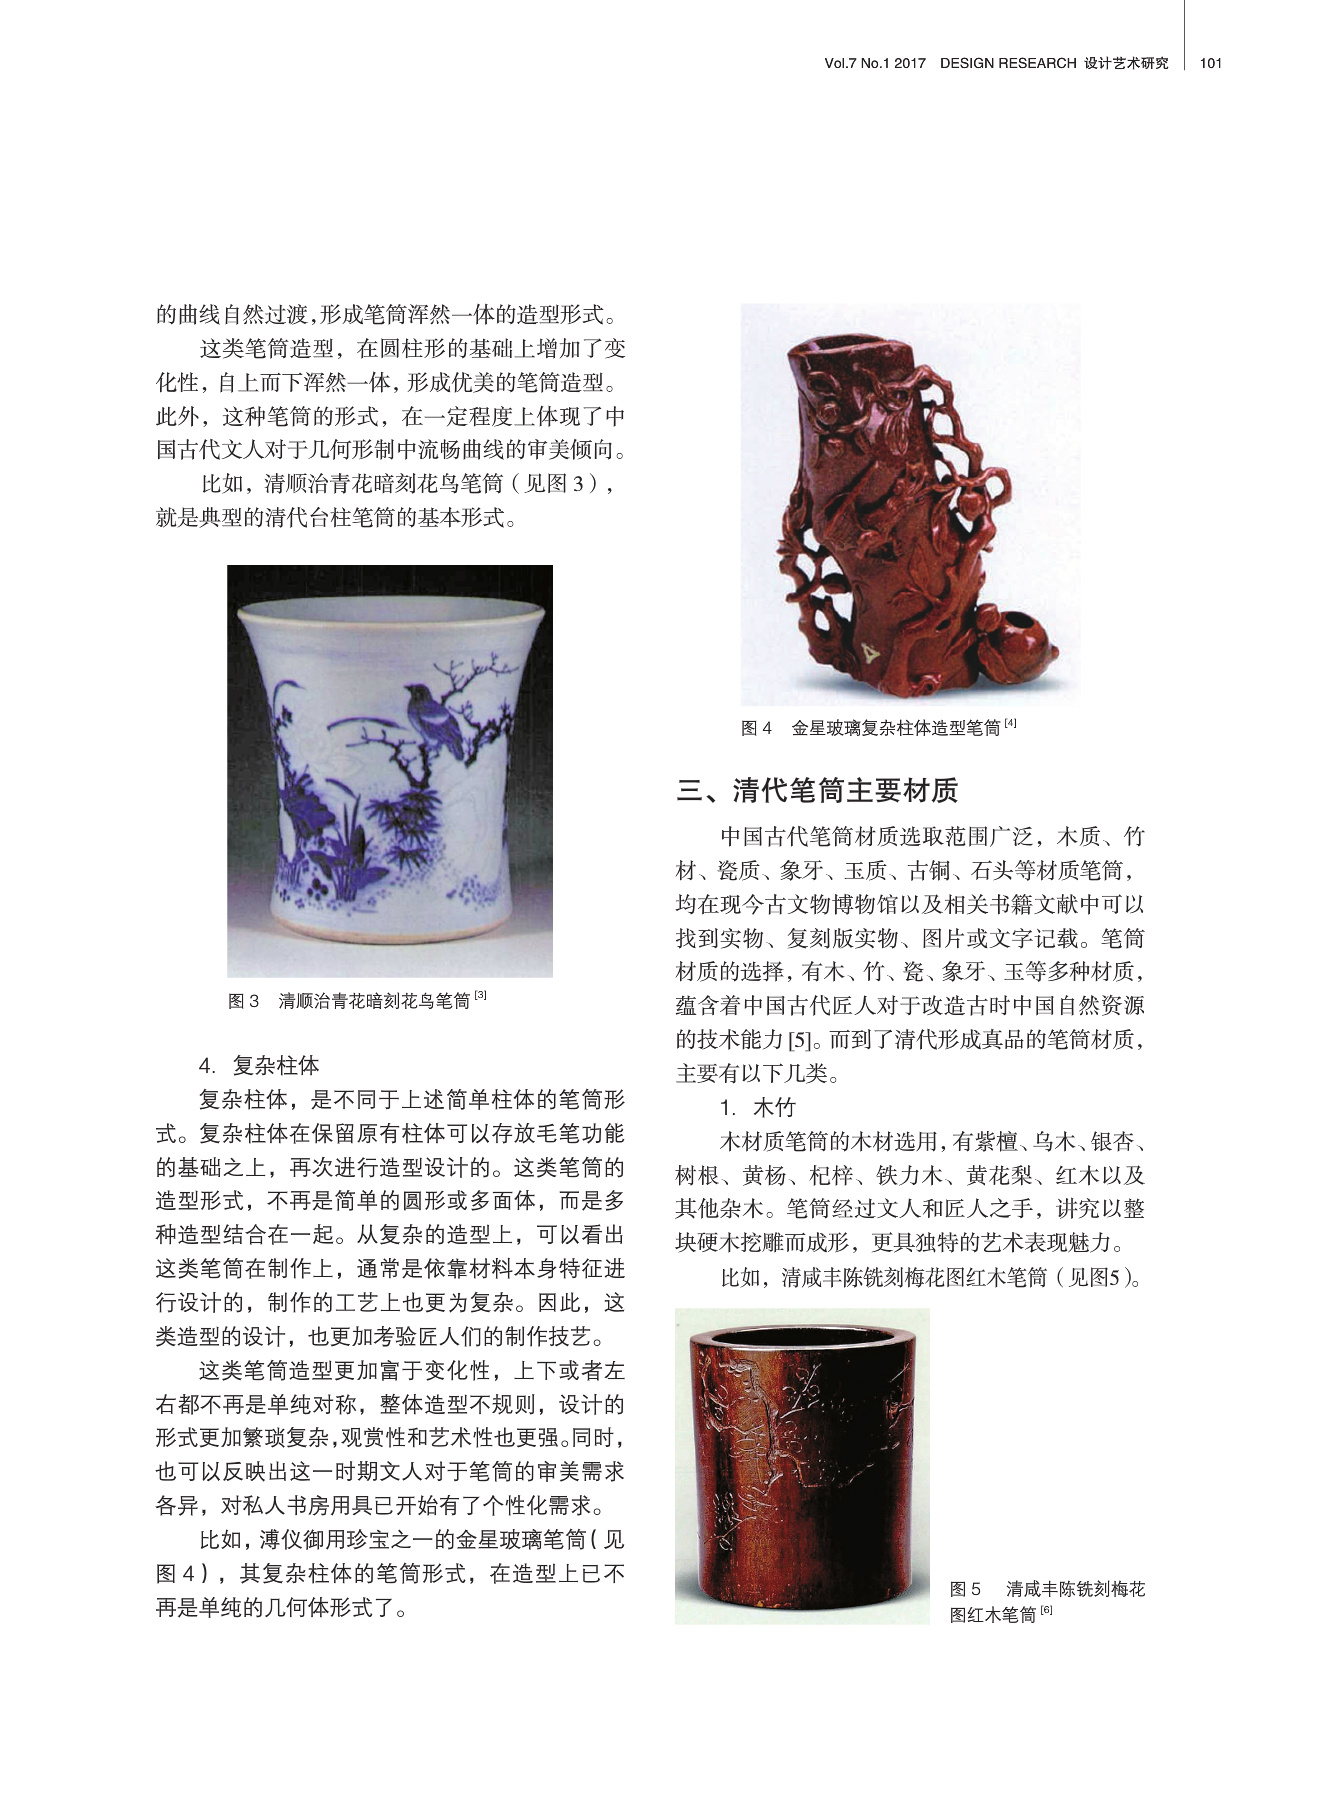 Vol.7 No.1 2017 DESIGN RESEARCH 设计艺术研究 101
的曲线自然过渡,形成笔筒浑然一体的造型形式。
这类笔筒造型，在圆柱形的基础上增加了变
化性，自上而下浑然一体，形成优美的笔筒造型。
此外，这种笔筒的形式，在一定程度上体现了中
国古代文人对于几何形制中流畅曲线的审美倾向。
比如，清顺治青花暗刻花鸟笔筒（见图 3），
就是典型的清代台柱笔筒的基本形式。
图 3 清顺治青花暗刻花鸟笔筒 [3]
4. 复杂柱体
复杂柱体，是不同于上述简单柱体的笔筒形
式。复杂柱体在保留原有柱体可以存放毛笔功能
的基础之上，再次进行造型设计的。这类笔筒的
造型形式，不再是简单的圆形或多面体，而是多
种造型结合在一起。从复杂的造型上，可以看出
这类笔筒在制作上，通常是依靠材料本身特征进
行设计的，制作的工艺上也更为复杂。因此，这
类造型的设计，也更加考验匠人们的制作技艺。
这类笔筒造型更加富于变化性，上下或者左
右都不再是单纯对称，整体造型不规则，设计的
形式更加繁琐复杂，观赏性和艺术性也更强。同时，
也可以反映出这一时期文人对于笔筒的审美需求
各异，对私人书房用具已开始有了个性化需求。
比如，溥仪御用珍宝之一的金星玻璃笔筒（见
图 4），其复杂柱体的笔筒形式，在造型上已不
再是单纯的几何体形式了。
图 4 金星玻璃复杂柱体造型笔筒 [4]
三、清代笔筒主要材质
中国古代笔筒材质选取范围广泛，木质、竹
材、瓷质、象牙、玉质、古铜、石头等材质笔筒，
均在现今古文物博物馆以及相关书籍文献中可以
找到实物、复刻版实物、图片或文字记载。笔筒
材质的选择，有木、竹、瓷、象牙、玉等多种材质，
蕴含着中国古代匠人对于改造古时中国自然资源
的技术能力 [5]。而到了清代形成真品的笔筒材质，
主要有以下几类。
1. 木竹
木材质笔筒的木材选用，有紫檀、乌木、银杏、
树根、黄杨、杞梓、铁力木、黄花梨、红木以及
其他杂木。笔筒经过文人和匠人之手，讲究以整
块硬木挖雕而成形，更具独特的艺术表现魅力。
比如，清咸丰陈铣刻梅花图红木笔筒（见图5）。
图 5 清咸丰陈铣刻梅花
图红木笔筒 [6]